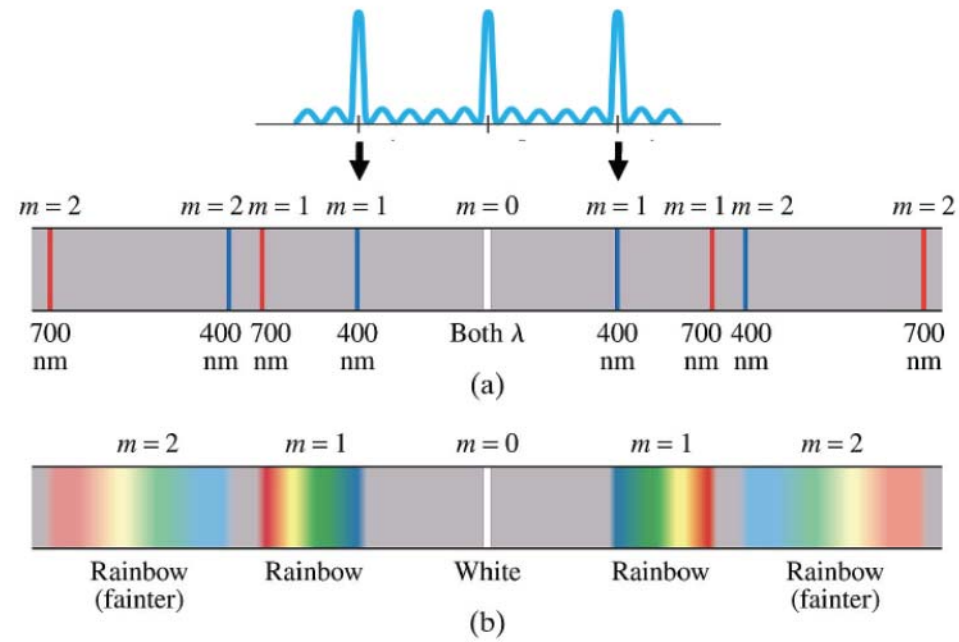 m = 2 m = 2 m = 1 m = 1 m = 0 m = 1 m = 1 m = 2 m = 2
700 400 700 400 Both λ 400 700 400 700
nm nm nm nm nm nm nm nm
(a)
m = 2 m = 1 m = 0 m = 1 m = 2
Rainbow Rainbow White Rainbow Rainbow
(fainter) (fainter)
(b)